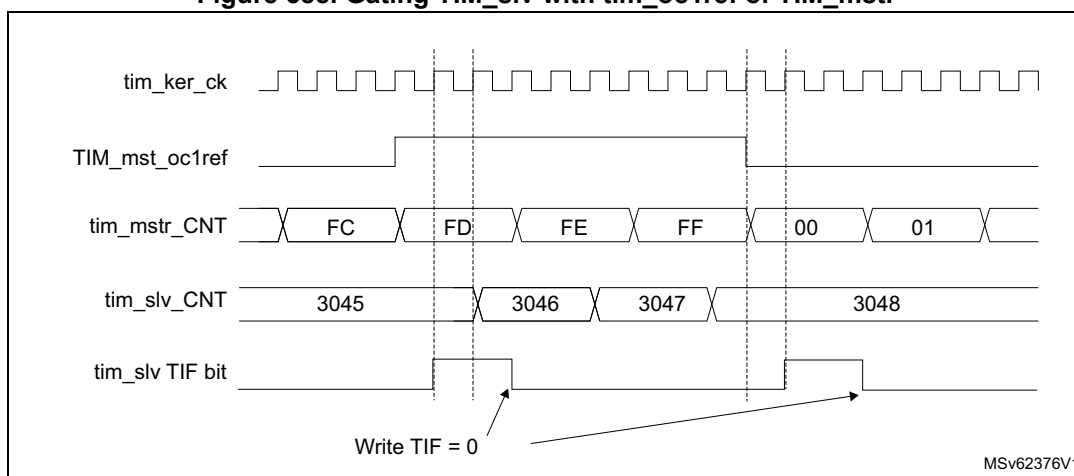 Figure 303. Gating TIM_slv with tim_oc1ref of TIM_mstr
tim_ker_ck
TIM_mst_oc1ref
tim_mstr_CNT FC FD FE FF 00 01
tim_slv_CNT 3045 3046 3047 3048
tim_slv TIF bit
Write TIF = 0
MSv62376V1